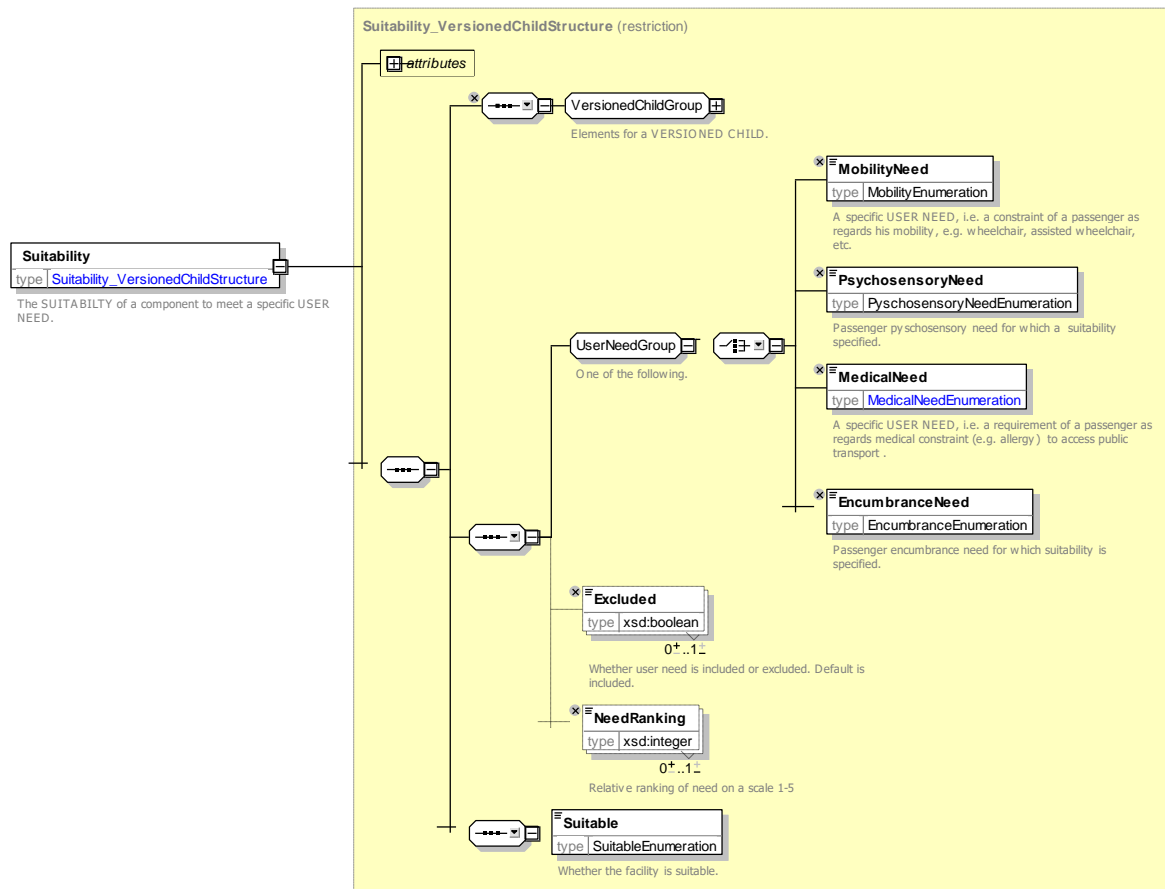 Suitability_VersionedChildStructure (restriction)
attributes
VersionedChildGroup
Elements for a VERSIONED CHILD.
MobilityNeed
type MobilityEnumeration
A specific USER NEED, i.e. a constraint of a passenger as
regards his mobility, e.g. wheelchair, assisted wheelchair,
etc.
Suitability
type Suitability_VersionedChildStructure
The SUITABILTY of a component to meet a specific USER
NEED.
PsychosensoryNeed
type PyschosensoryNeedEnumeration
Passenger pyschosensory need for which a suitability
specified.
UserNeedGroup
One of the following.
MedicalNeed
type MedicalNeedEnumeration
A specific USER NEED, i.e. a requirement of a passenger as
regards medical constraint (e.g. allergy) to access public
transport .
EncumbranceNeed
type EncumbranceEnumeration
Passenger encumbrance need for which suitability is
specified.
Excluded
type xsd:boolean
0..1
Whether user need is included or excluded. Default is
included.
NeedRanking
type xsd:integer
0..1
Relative ranking of need on a scale 1-5
Suitable
type SuitableEnumeration
Whether the facility is suitable.